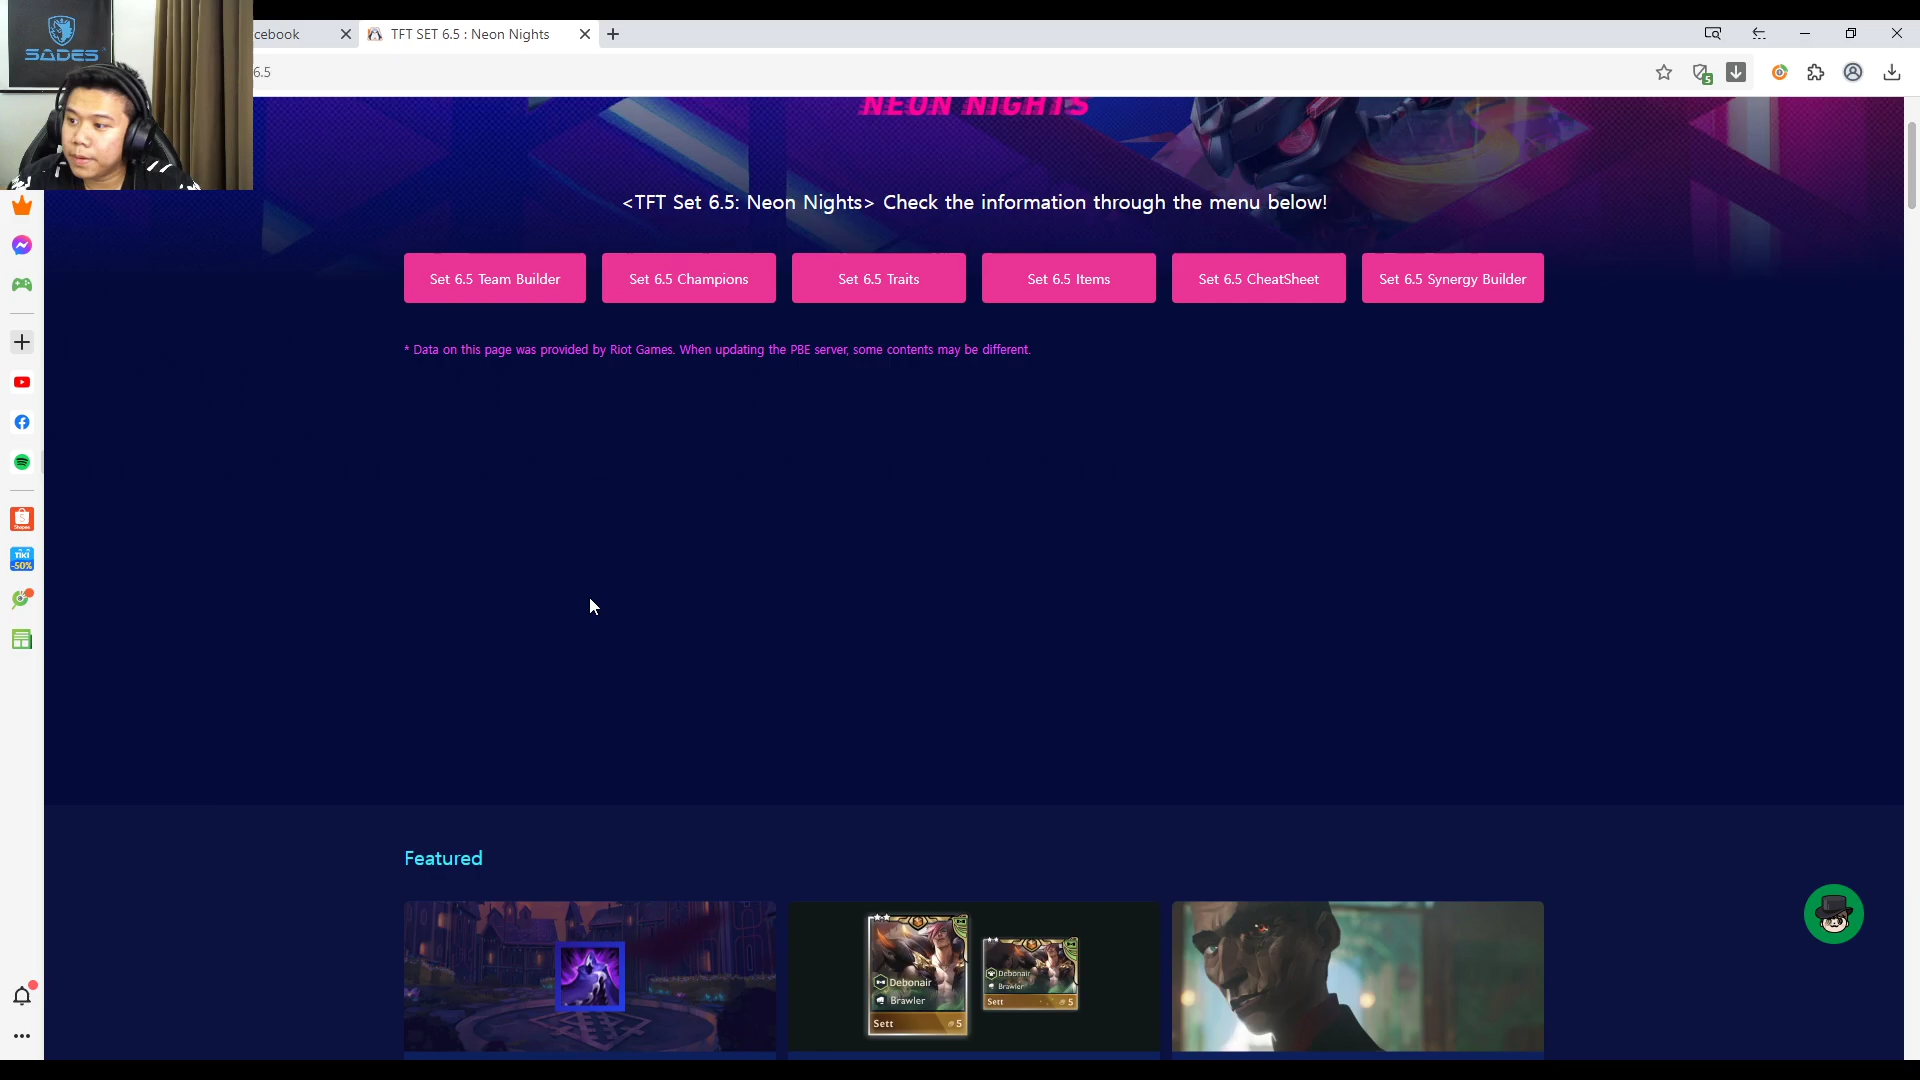 SADES
cebook
TFT SET 6.5 : Neon Nights
6.5
5
NEON NIGHTS
<TFT Set 6.5: Neon Nights> Check the information through the menu below!
Set 6.5 Team Builder
Set 6.5 Champions
Set 6.5 Traits
Set 6.5 Items
Set 6.5 CheatSheet
Set 6.5 Synergy Builder
* Data on this page was provided by Riot Games. When updating the PBE server, some contents may be different.
Shopee
TIKI
-50%
Featured
Debonair
Brawler
Sett
5
Debonair
Brawler
Sett
5